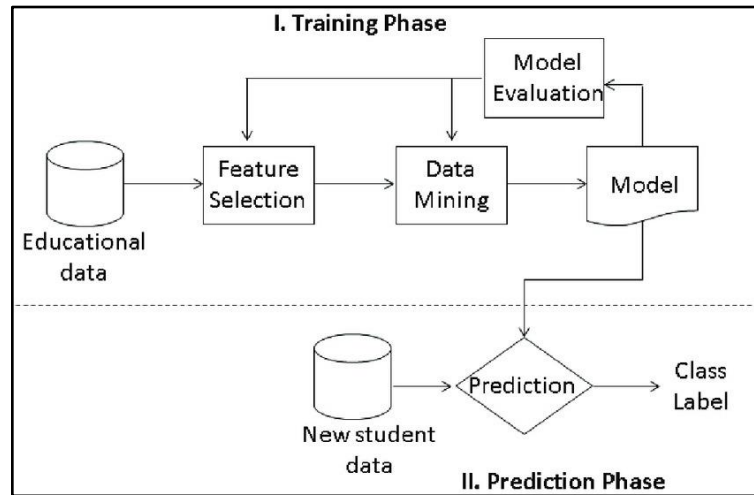 I. Training Phase
Model
Evaluation
Feature
Selection
Data
Mining
Model
Educational
data
Prediction
Class
Label
New student
data
II. Prediction Phase